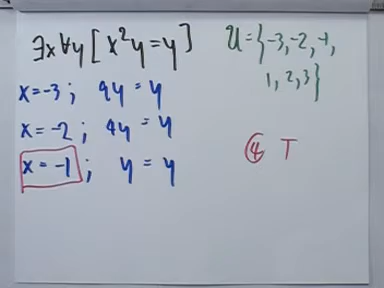 ∃x∀y[x²y=y]
U={-3,-2,-1,
1,2,3}
x=-3; 9y=y
x=-2; 4y=y
x=-1; y=y
④ T